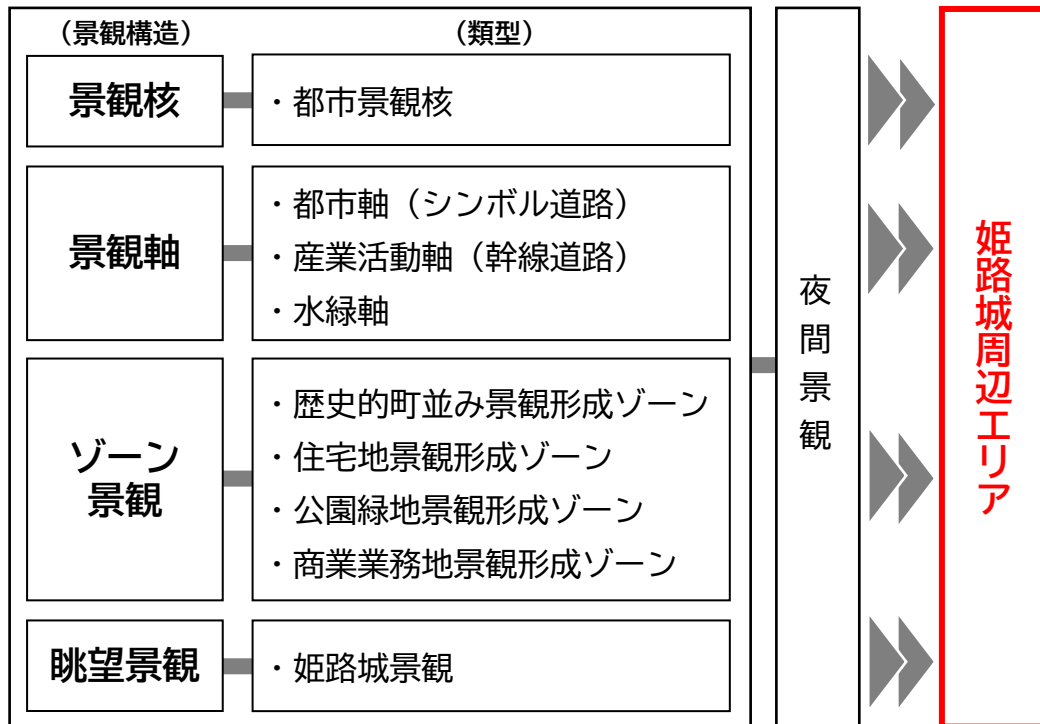 （景観構造）
（類型）
景観核
・都市景観核
景観軸
・都市軸（シンボル道路）
・産業活動軸（幹線道路）
・水緑軸
ゾーン
景観
・歴史的町並み景観形成ゾーン
・住宅地景観形成ゾーン
・公園緑地景観形成ゾーン
・商業業務地景観形成ゾーン
眺望景観
・姫路城景観
夜間景観
姫路城周辺エリア